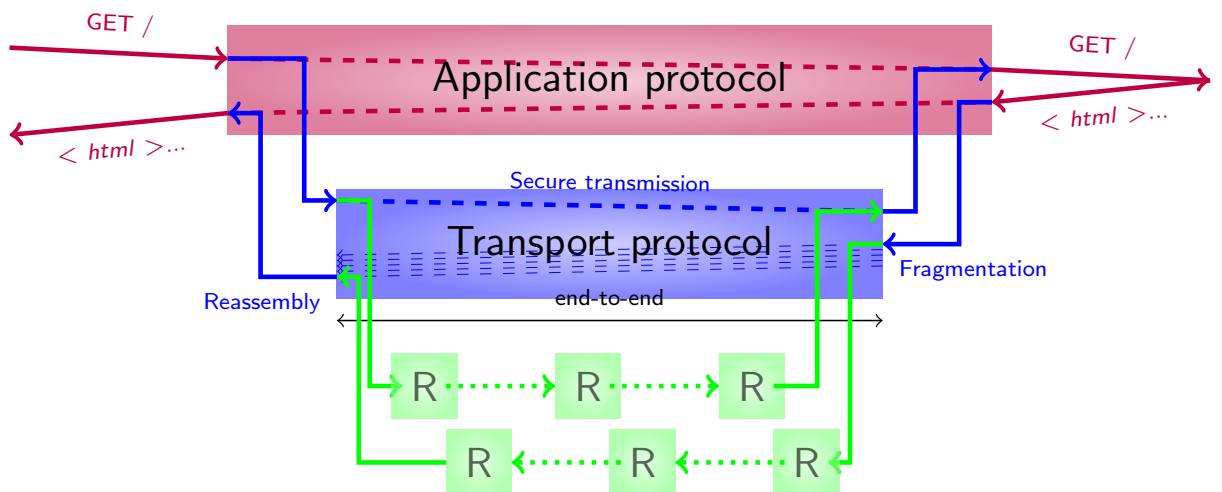 GET /
GET /
Application protocol
< html >...
< html >...
Secure transmission
Transport protocol
Fragmentation
Reassembly
end-to-end
R R R
R R R